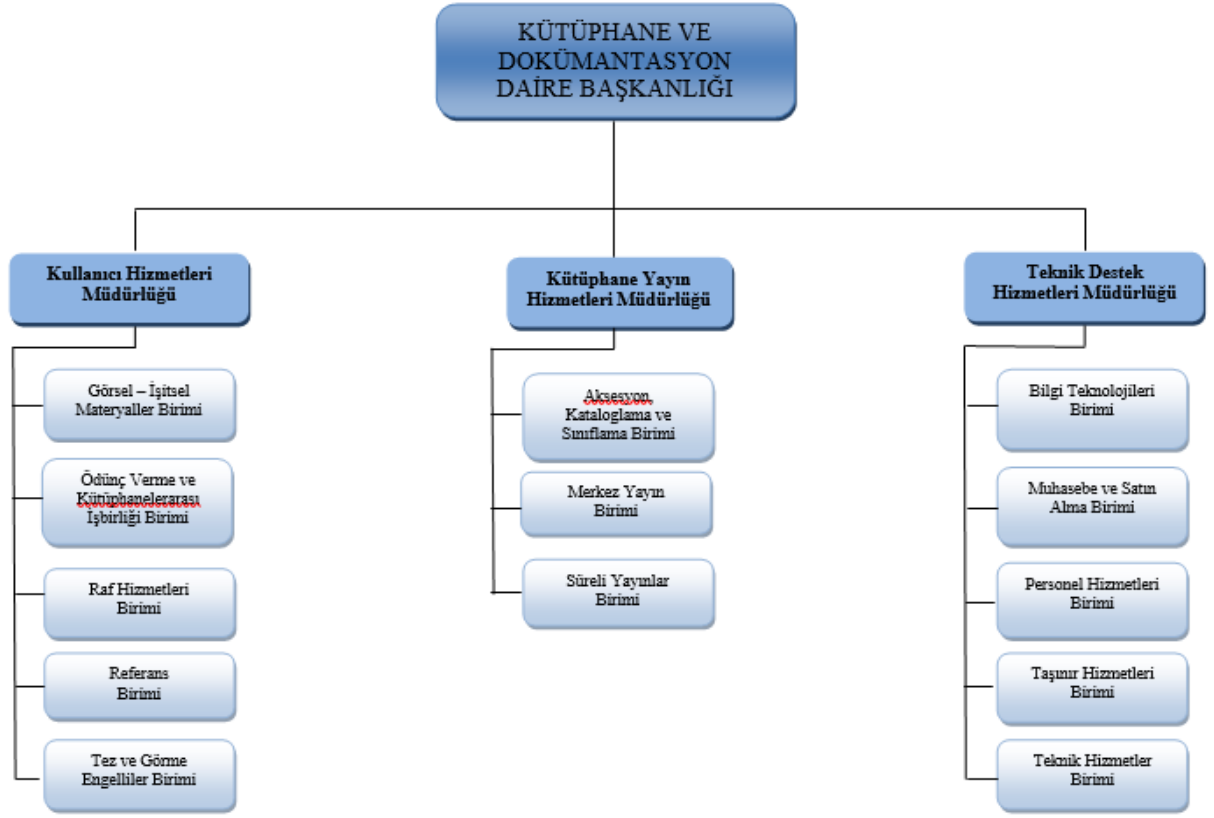 KÜTÜPHANE VE
DOKÜMANTASYON
DAİRE BAŞKANLIĞI
Kullanıcı Hizmetleri
Müdürlüğü
Görsel – İşitsel
Materyaller Birimi
Ödünç Verme ve
Kütüphanelerarası
İşbirliği Birimi
Raf Hizmetleri
Birimi
Referans
Birimi
Tez ve Görme
Engelliler Birimi
Kütüphane Yayın
Hizmetleri Müdürlüğü
Aksesyon,
Kataloglama ve
Sınıflama Birimi
Merkez Yayın
Birimi
Süreli Yayınlar
Birimi
Teknik Destek
Hizmetleri Müdürlüğü
Bilgi Teknolojileri
Birimi
Muhasebe ve Satın
Alma Birimi
Personel Hizmetleri
Birimi
Taşınır Hizmetleri
Birimi
Teknik Hizmetler
Birimi